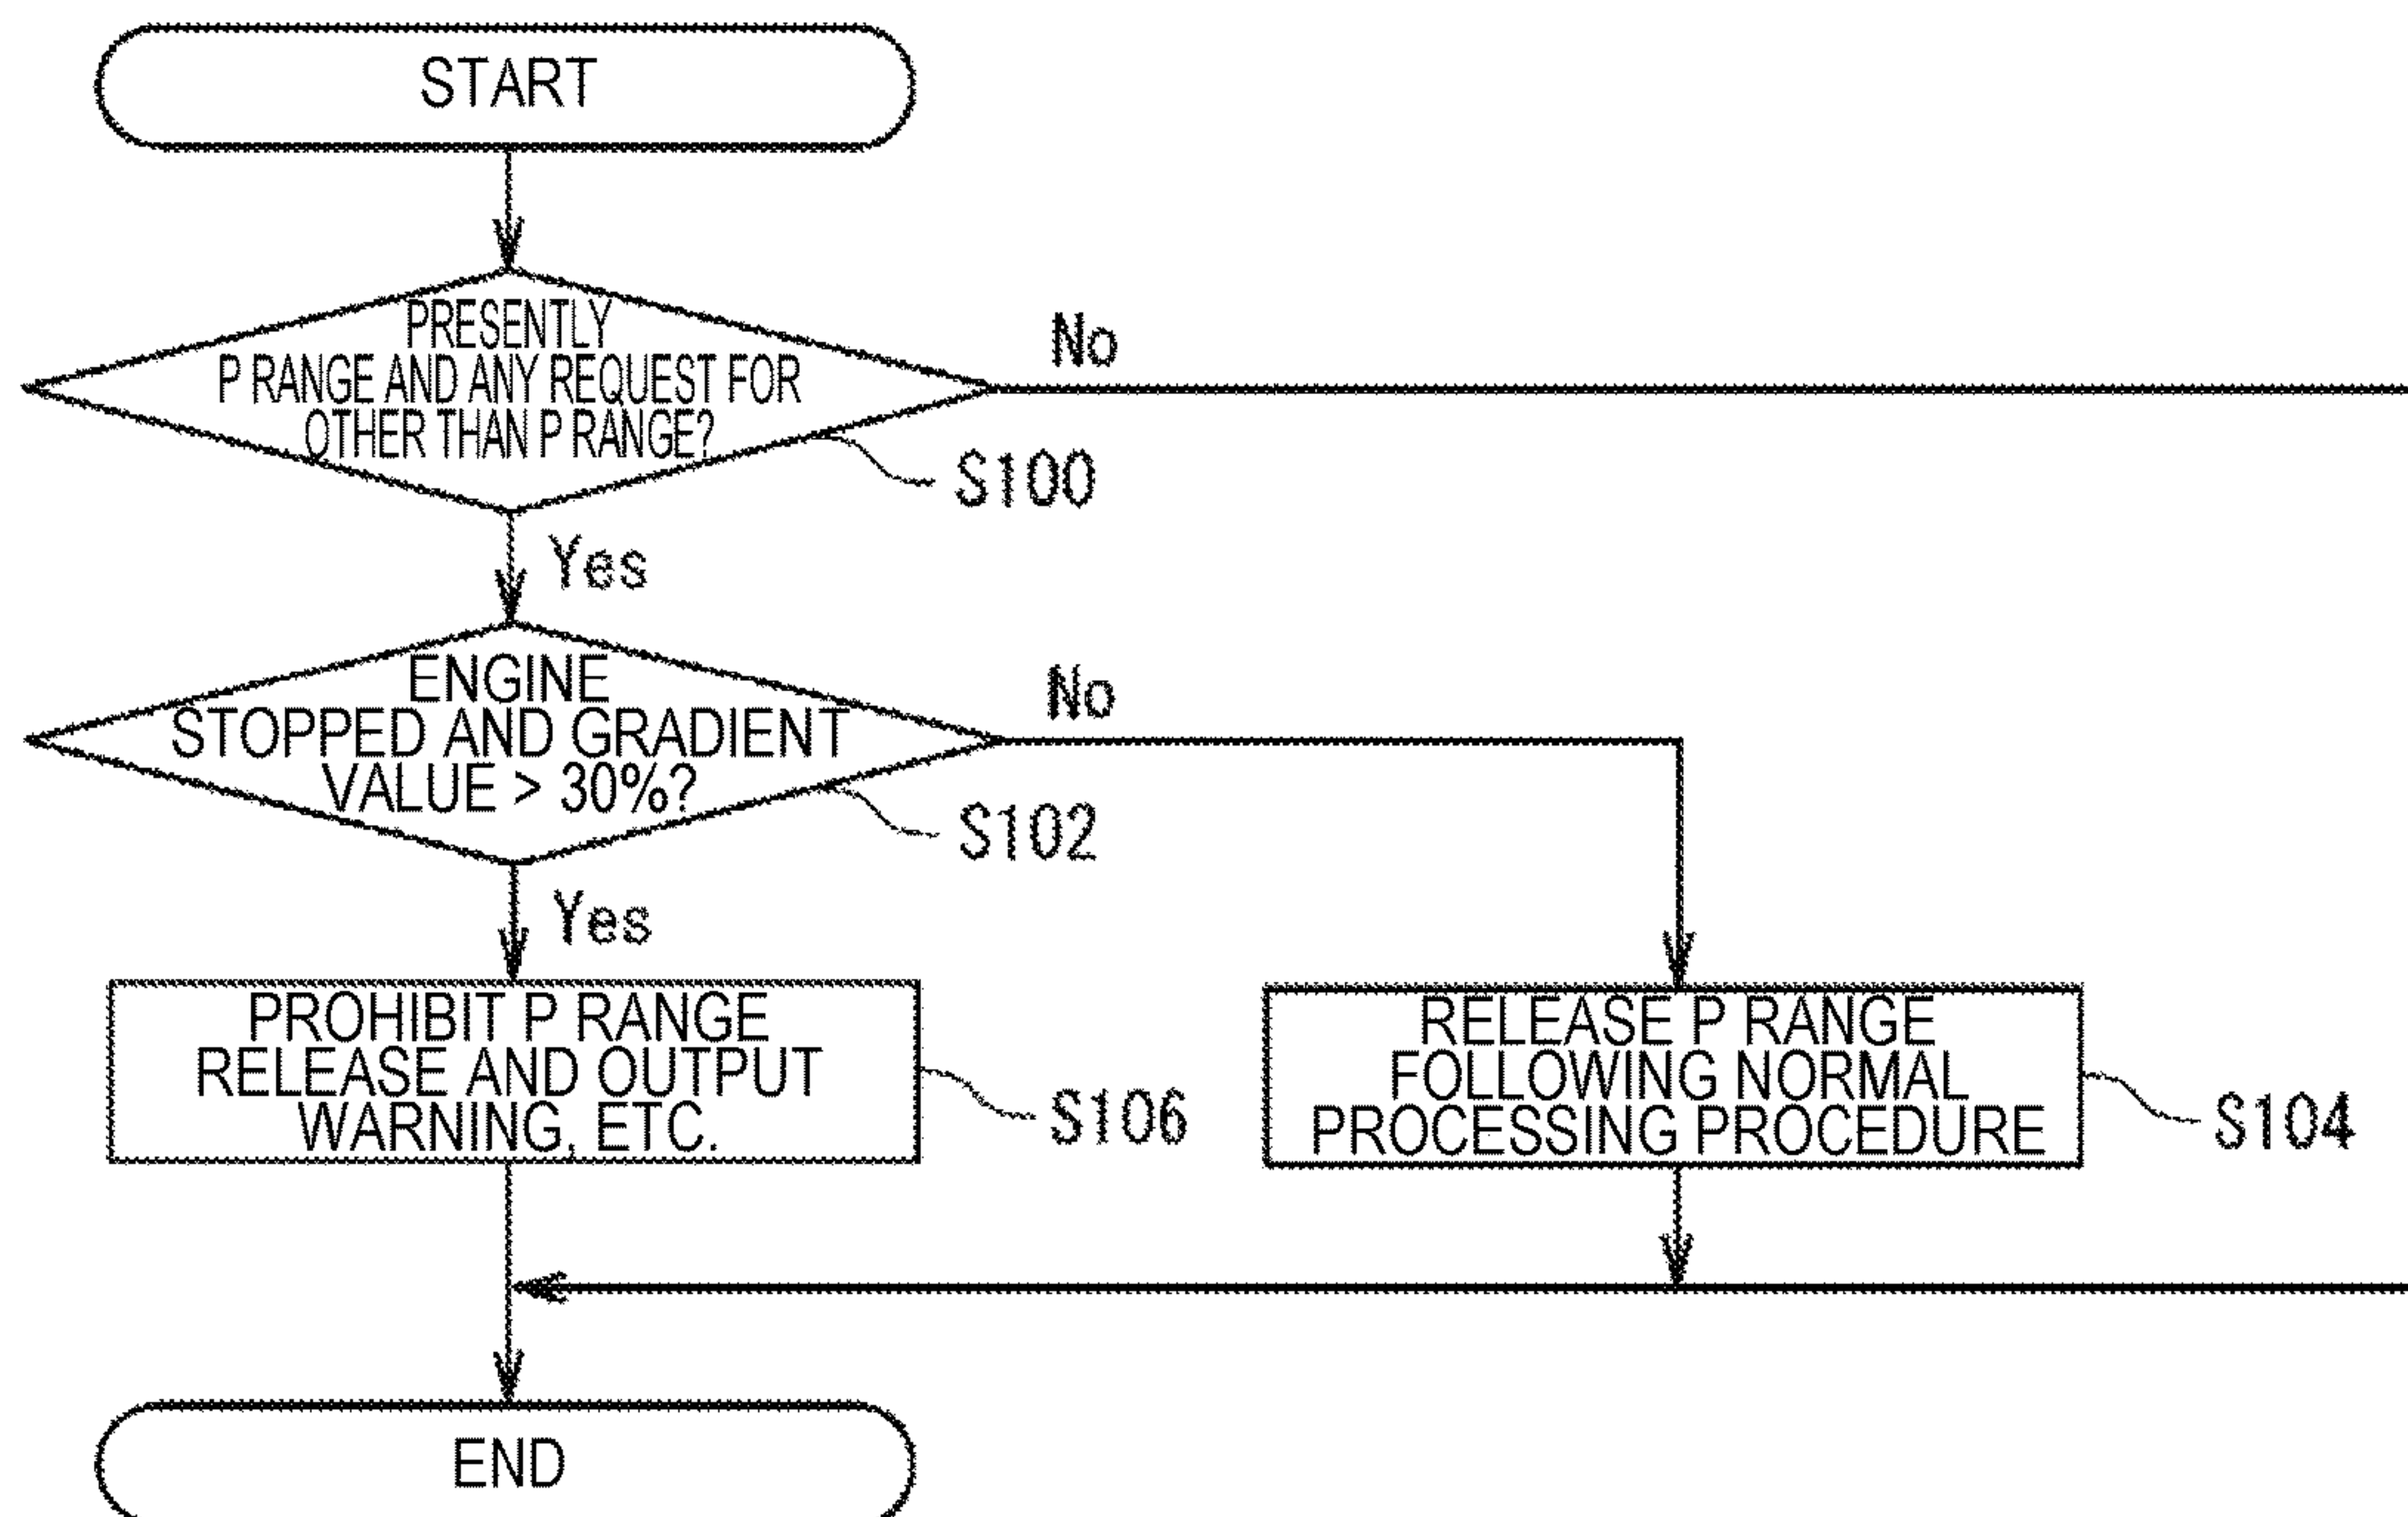 START
PRESENTLY
P RANGE AND ANY REQUEST FOR
OTHER THAN P RANGE?
No
S100
Yes
ENGINE
STOPPED AND GRADIENT
VALUE > 30%?
No
S102
Yes
PROHIBIT P RANGE
RELEASE AND OUTPUT
WARNING, ETC.
S106
RELEASE P RANGE
FOLLOWING NORMAL
PROCESSING PROCEDURE
S104
END